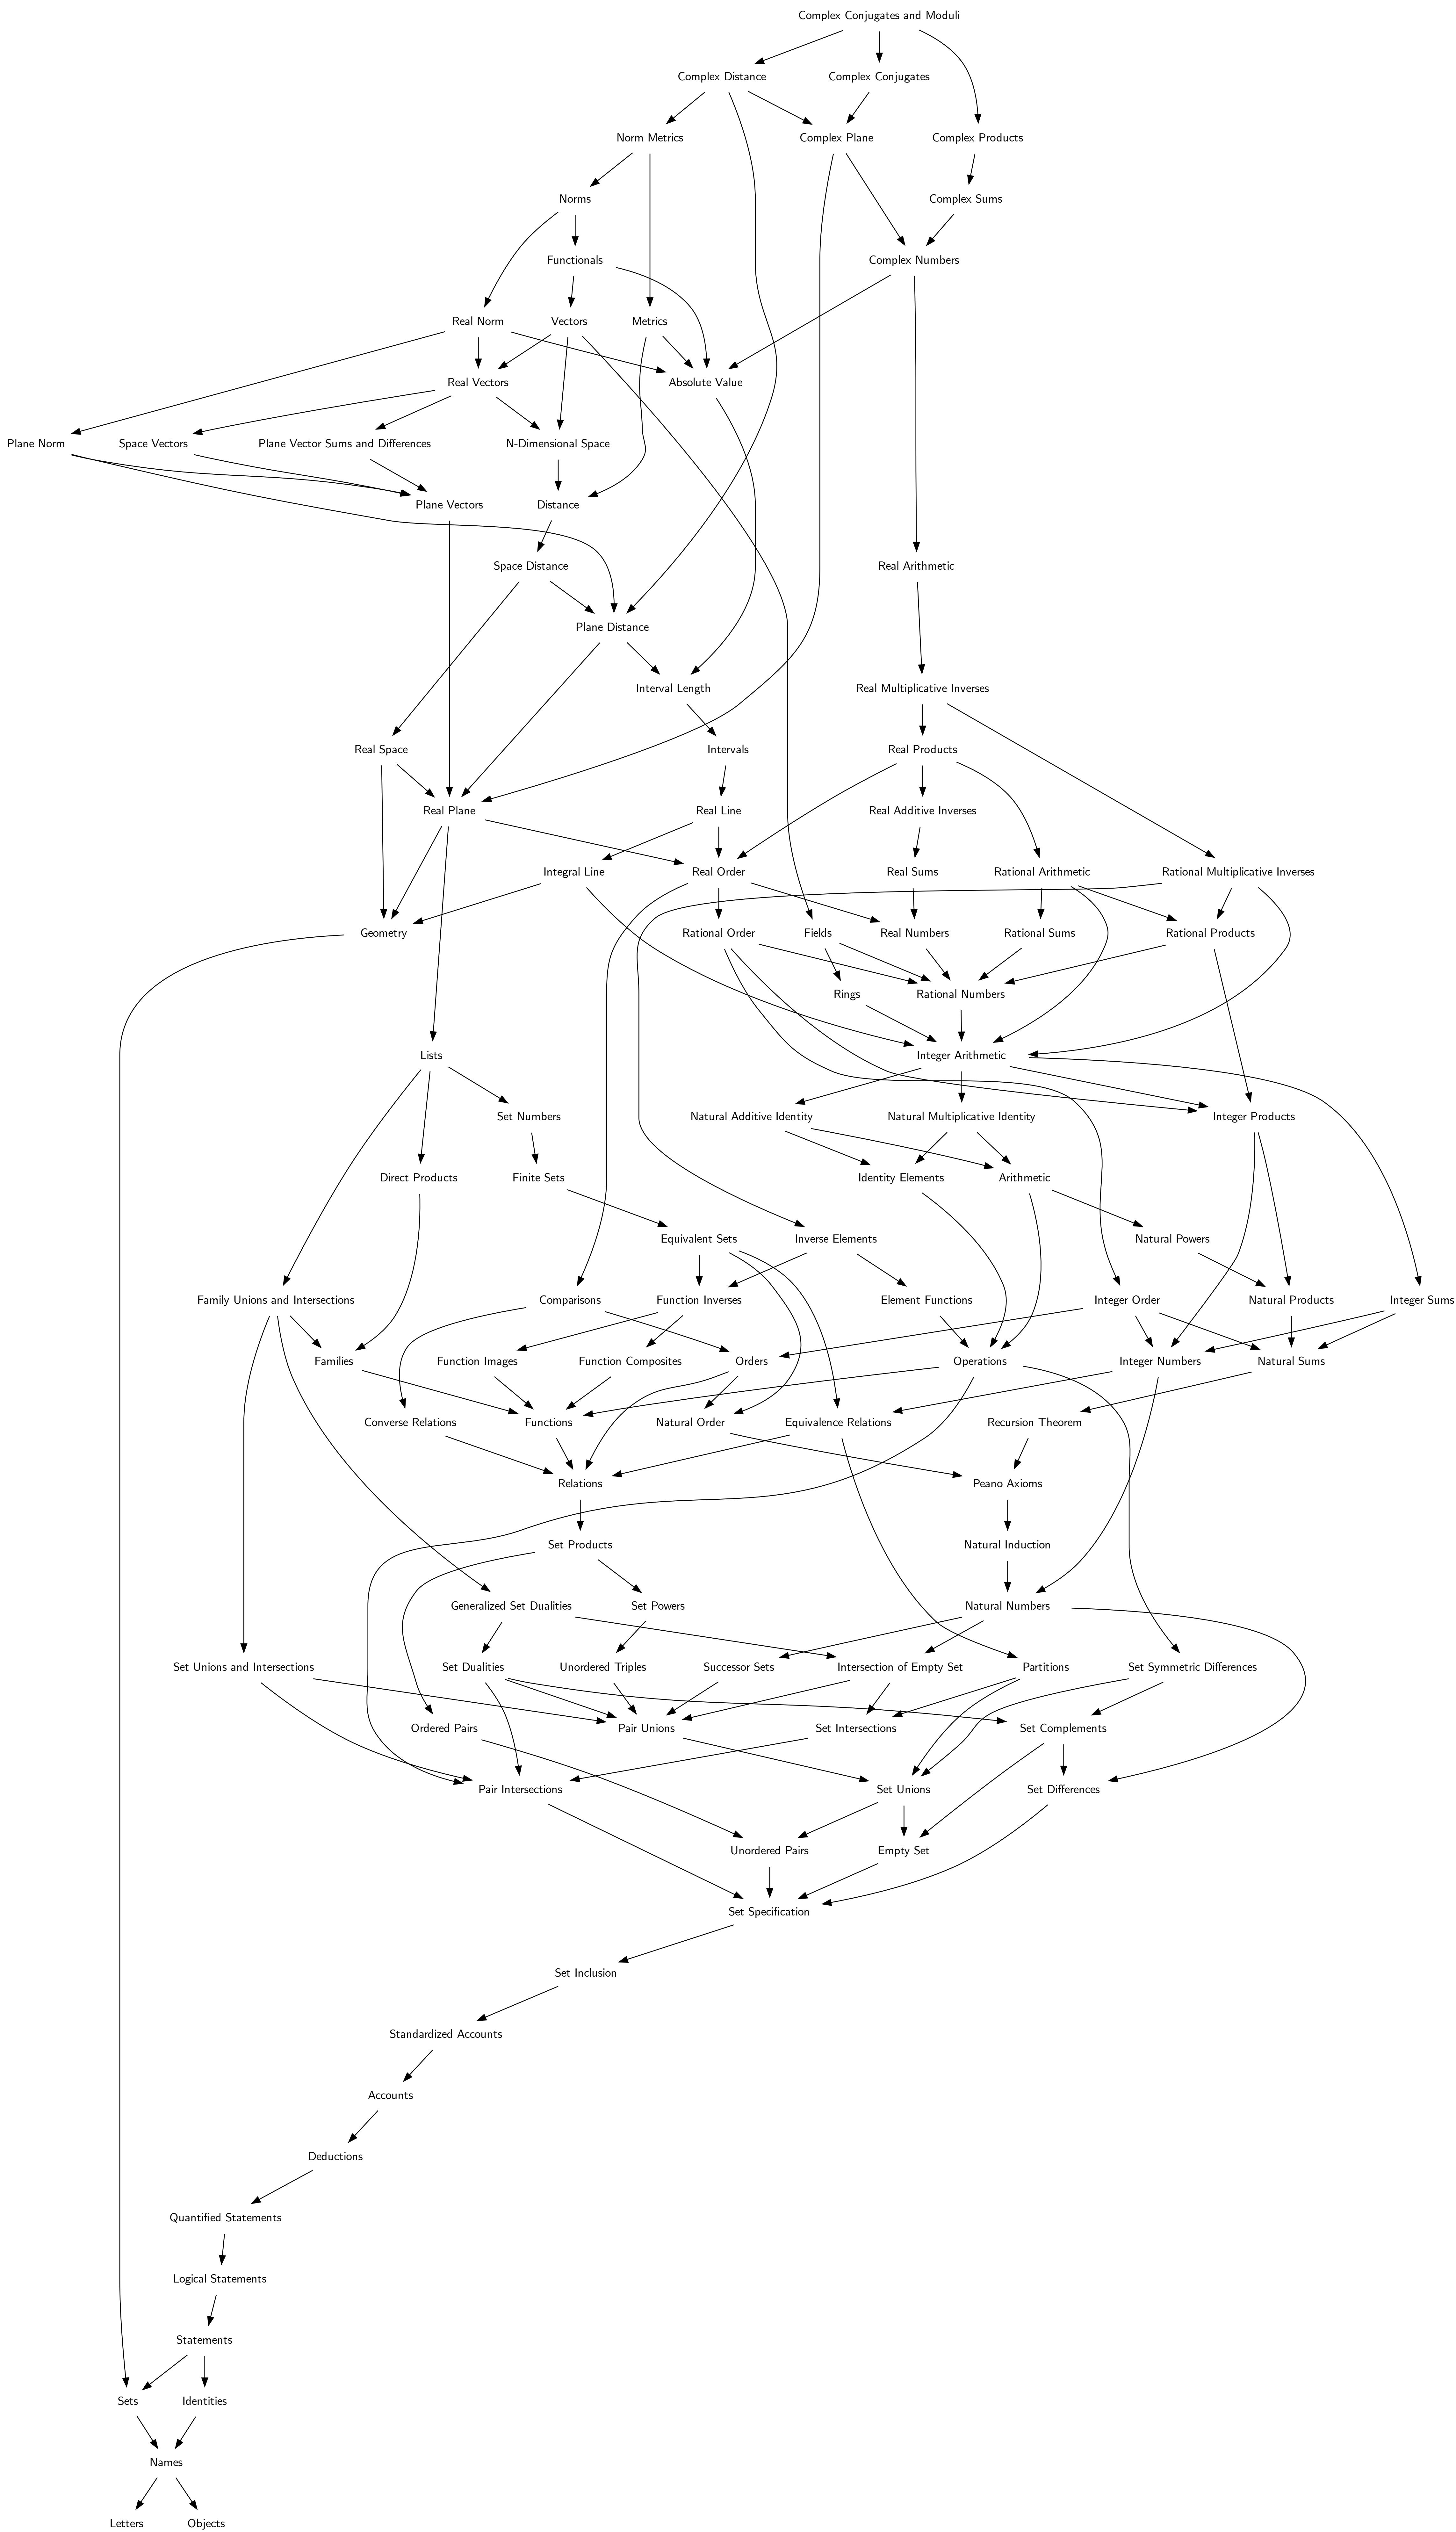 Complex Conjugates and Moduli
Complex Distance
Complex Conjugates
Norm Metrics
Complex Plane
Complex Products
Norms
Complex Sums
Functionals
Complex Numbers
Real Norm
Vectors
Metrics
Real Vectors
Absolute Value
Plane Norm
Space Vectors
Plane Vector Sums and Differences
N-Dimensional Space
Plane Vectors
Distance
Space Distance
Real Arithmetic
Plane Distance
Interval Length
Real Multiplicative Inverses
Real Space
Intervals
Real Products
Real Plane
Real Line
Real Additive Inverses
Integral Line
Real Order
Real Sums
Rational Arithmetic
Rational Multiplicative Inverses
Geometry
Rational Order
Fields
Real Numbers
Rational Sums
Rational Products
Rings
Rational Numbers
Lists
Integer Arithmetic
Set Numbers
Natural Additive Identity
Natural Multiplicative Identity
Integer Products
Direct Products
Finite Sets
Identity Elements
Arithmetic
Equivalent Sets
Inverse Elements
Natural Powers
Family Unions and Intersections
Comparisons
Function Inverses
Element Functions
Integer Order
Natural Products
Integer Sums
Families
Function Images
Function Composites
Orders
Operations
Integer Numbers
Natural Sums
Converse Relations
Functions
Natural Order
Equivalence Relations
Recursion Theorem
Relations
Peano Axioms
Set Products
Natural Induction
Generalized Set Dualities
Set Powers
Natural Numbers
Set Unions and Intersections
Set Dualities
Unordered Triples
Successor Sets
Intersection of Empty Set
Partitions
Set Symmetric Differences
Ordered Pairs
Pair Unions
Set Intersections
Set Complements
Pair Intersections
Set Unions
Set Differences
Unordered Pairs
Empty Set
Set Specification
Set Inclusion
Standardized Accounts
Accounts
Deductions
Quantified Statements
Logical Statements
Statements
Sets
Identities
Names
Letters
Objects